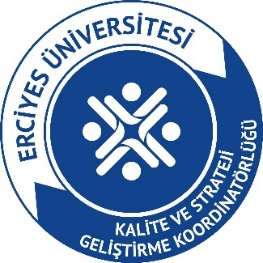 ERCİYES ÜNİVERSİTESİ
KALİTE VE STRATEJİ
GELİŞTİRME KOORDİNATÖRLÜĞÜ